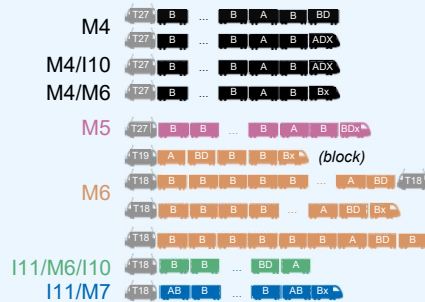 M4 T27 B ... B A B BD
T27 B ... B A B ADX
M4/I10 T27 B ... B A B ADX
M4/M6 T27 B ... B A B Bx
M5 T27 B B ... B A B BDx
T19 A BD B B Bx (block)
M6 T18 B B B B B ... A BD T18
T18 B B B B ... A BD Bx
T18 B B B B B B A BD B
I11/M6/I10 T18 B B ... BD A
I11/M7 T18 AB B ... B AB Bx